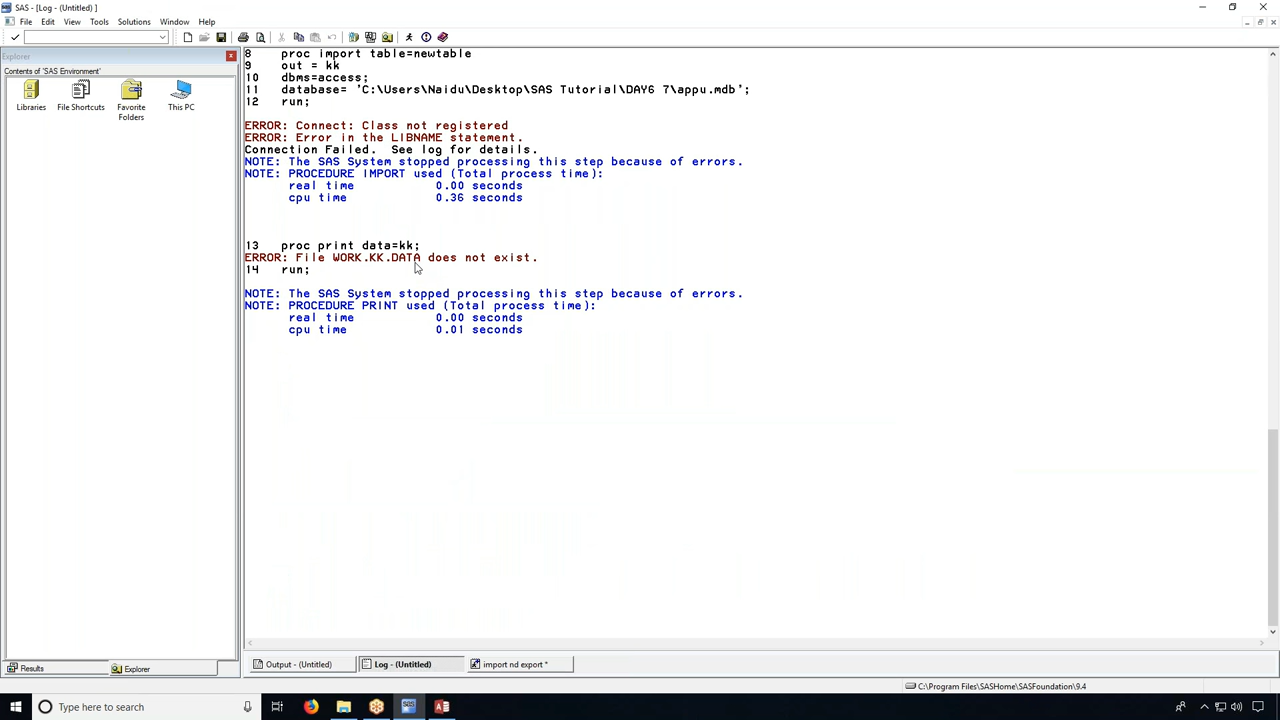 SAS - [Log - (Untitled) ]
File Edit View Tools Solutions Window Help
Explorer
Contents of 'SAS Environment'
Libraries File Shortcuts Favorite Folders This PC
8 proc import table=newtable
9 out = kk
10 dbms=access;
11 database= 'C:\Users\Naidu\Desktop\SAS Tutorial\DAY6 7\appu.mdb';
12 run;
ERROR: Connect: Class not registered
ERROR: Error in the LIBNAME statement.
Connection Failed. See log for details.
NOTE: The SAS System stopped processing this step because of errors.
NOTE: PROCEDURE IMPORT used (Total process time):
real time 0.00 seconds
cpu time 0.36 seconds
13 proc print data=kk;
ERROR: File WORK.KK.DATA does not exist.
14 run;
NOTE: The SAS System stopped processing this step because of errors.
NOTE: PROCEDURE PRINT used (Total process time):
real time 0.00 seconds
cpu time 0.01 seconds
Results Explorer
Output - (Untitled) Log - (Untitled) import nd export *
C:\Program Files\SASHome\SASFoundation\9.4
Type here to search
SAS
ENG